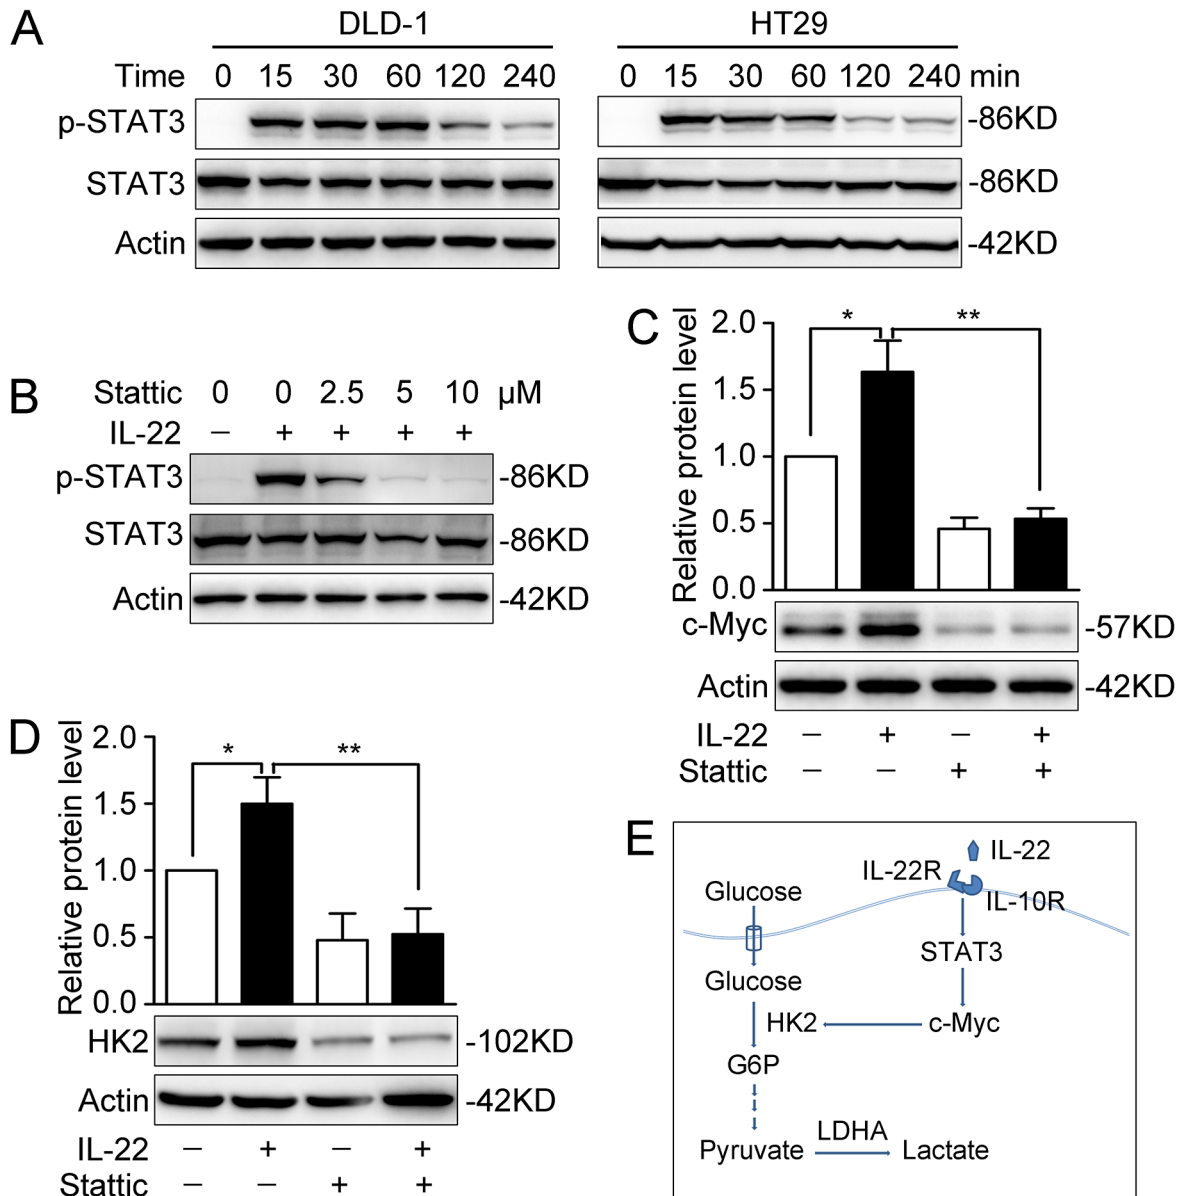 A
DLD-1
HT29
Time 0 15 30 60 120 240 0 15 30 60 120 240 min
p-STAT3 -86KD
STAT3 -86KD
Actin -42KD
B
Stattic 0 0 2.5 5 10 µM
IL-22 – + + + +
p-STAT3 -86KD
STAT3 -86KD
Actin -42KD
C
Relative protein level
2.0
1.5
1.0
0.5
0.0
* **
c-Myc -57KD
Actin -42KD
IL-22 – + – +
Stattic – – + +
D
Relative protein level
2.0
1.5
1.0
0.5
0.0
* **
HK2 -102KD
Actin -42KD
IL-22 – + – +
Stattic – – + +
E
IL-22
IL-22R
IL-10R
Glucose
STAT3
Glucose
HK2
c-Myc
G6P
LDHA
Pyruvate
Lactate